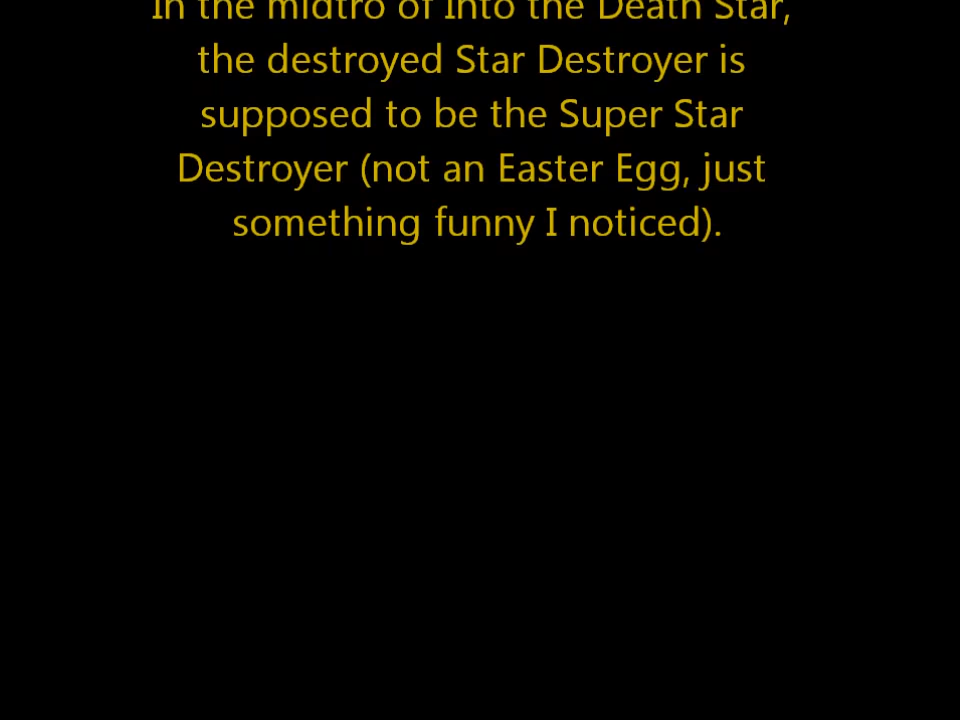 In the midtro of Into the Death Star,
the destroyed Star Destroyer is
supposed to be the Super Star
Destroyer (not an Easter Egg, just
something funny I noticed).